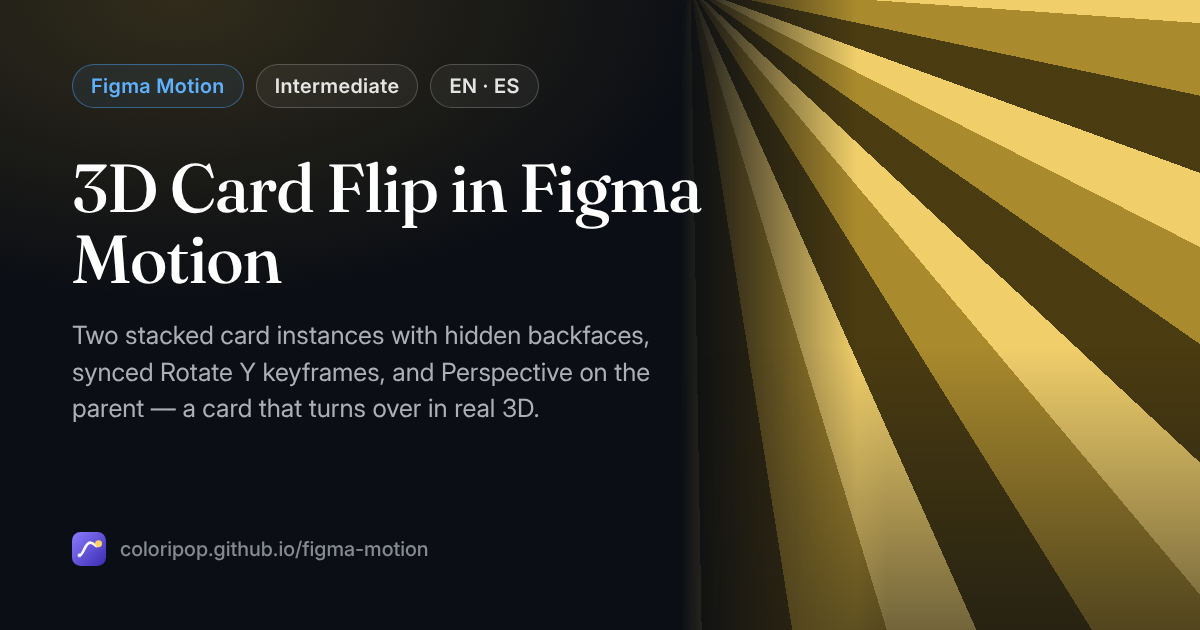 Figma Motion
Intermediate
EN · ES
3D Card Flip in Figma
Motion
Two stacked card instances with hidden backfaces,
synced Rotate Y keyframes, and Perspective on the
parent — a card that turns over in real 3D.
coloripop.github.io/figma-motion